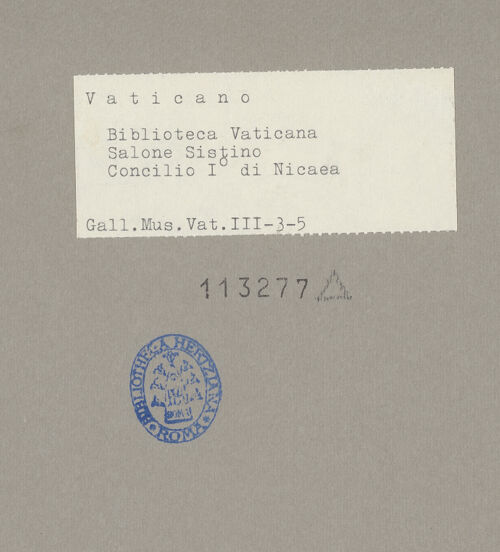 Vaticano
Biblioteca Vaticana
Salone Sistino
Concilio I° di Nicaea
Gall.Mus.Vat.III-3-5
113277
BIBLIOTHECA HERTZIANA
ROMA